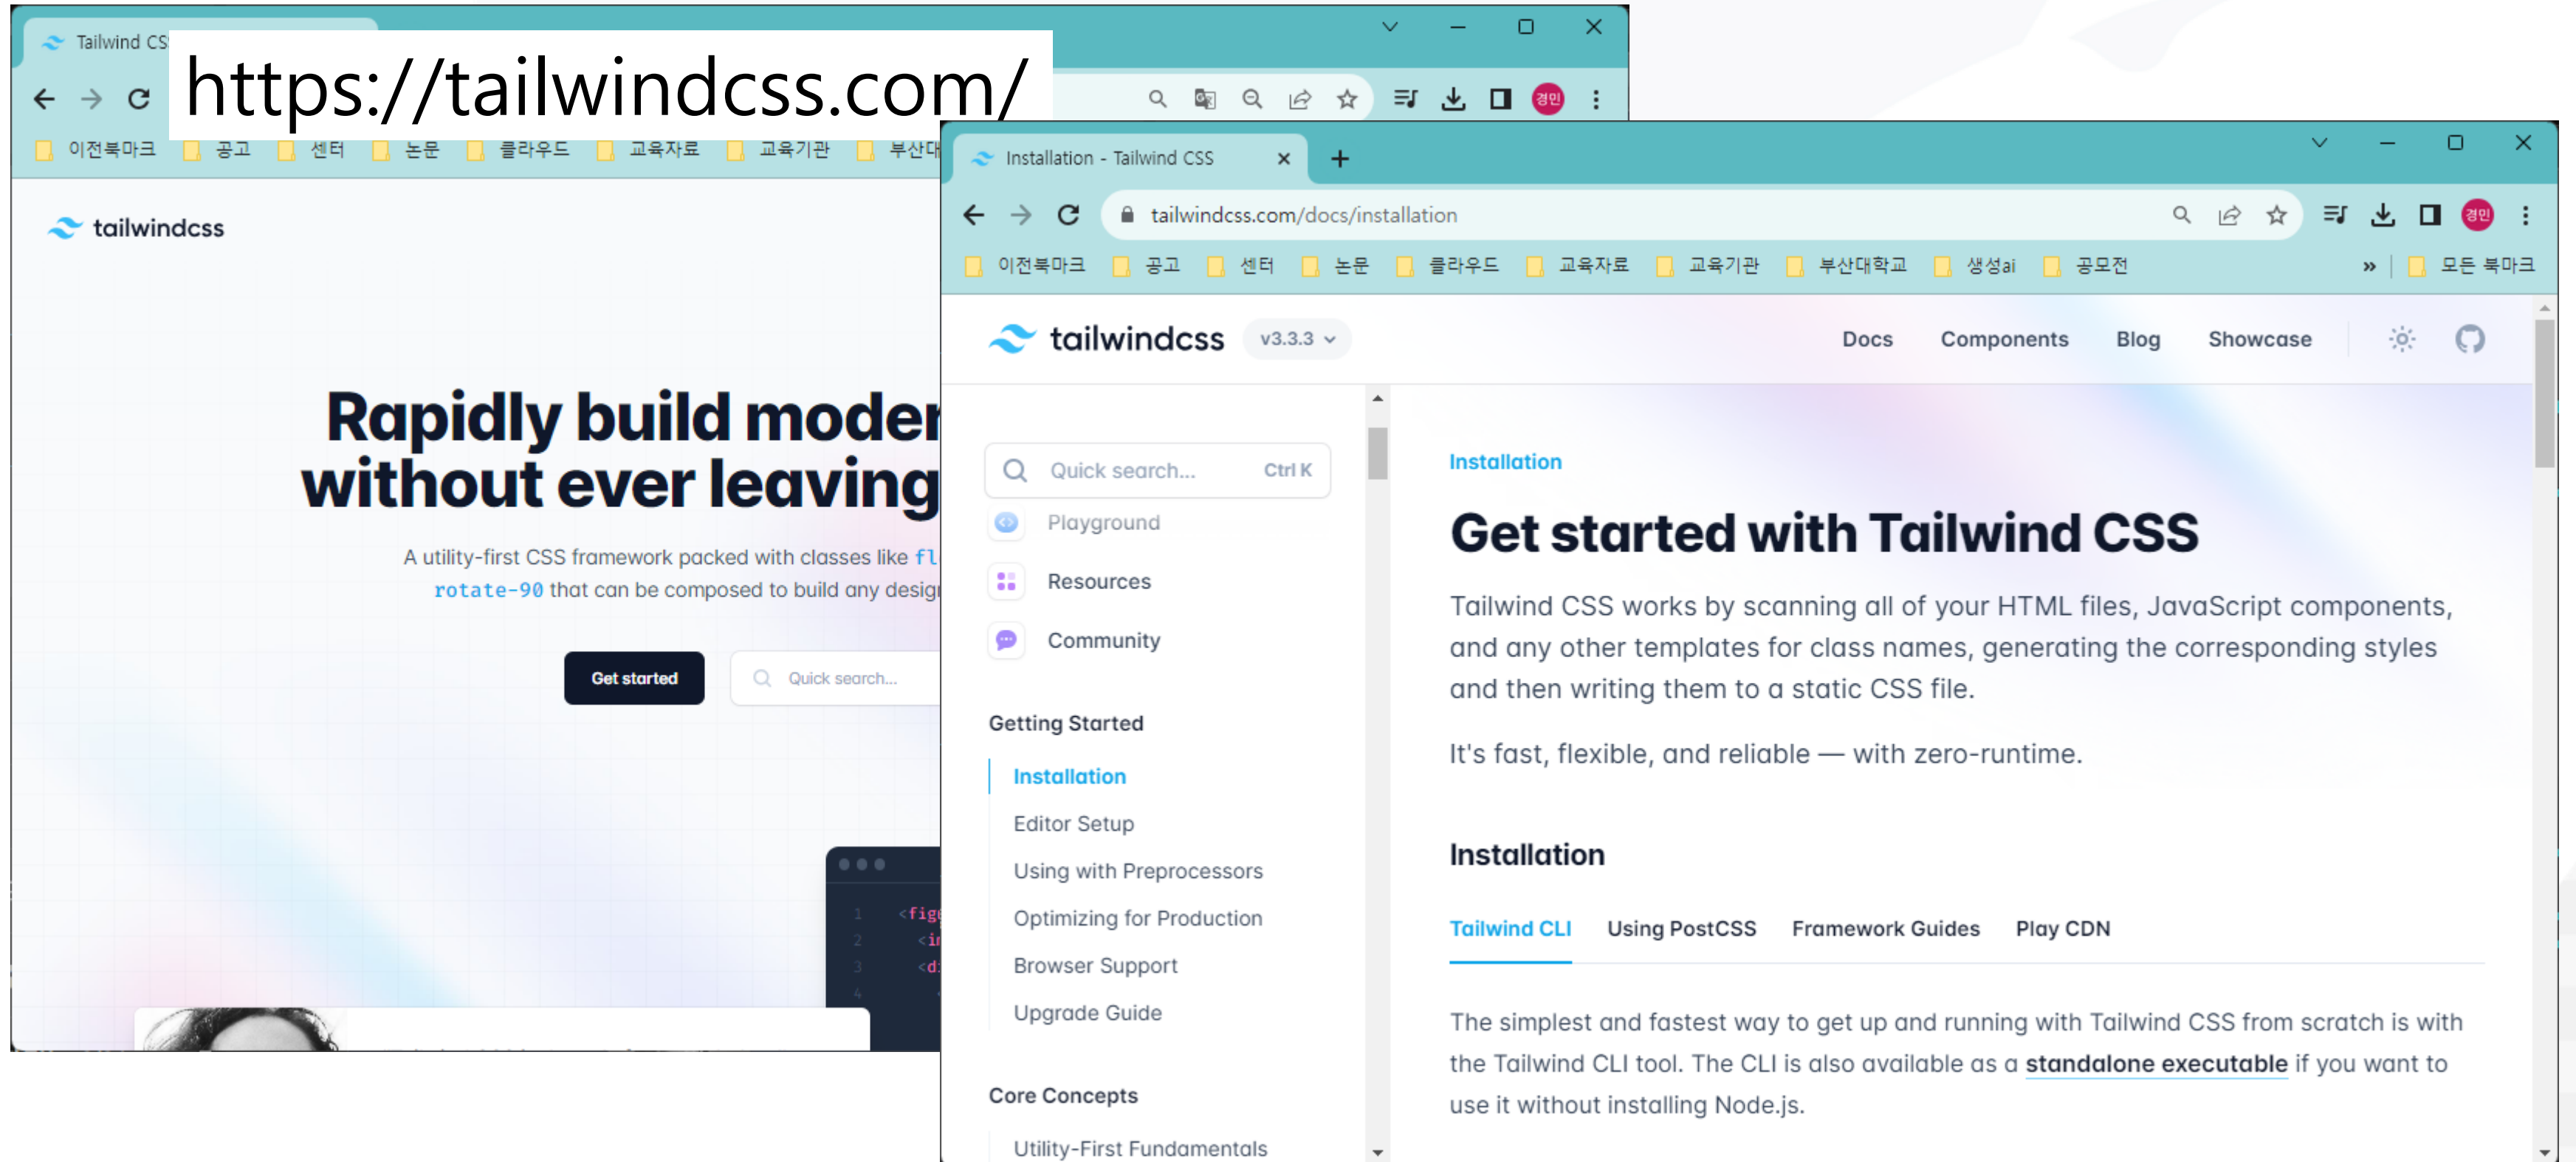 Tailwind CS
https://tailwindcss.com/
경민
이전북마크 공고 센터 논문 클라우드 교육자료 교육기관 부산대
tailwindcss
Rapidly build moder
without ever leaving
A utility-first CSS framework packed with classes like fl
rotate-90 that can be composed to build any desig
Get started Quick search...
1 <fig
2 <i
3 <d
4 <
Installation - Tailwind CSS
tailwindcss.com/docs/installation
경민
이전북마크 공고 센터 논문 클라우드 교육자료 교육기관 부산대학교 생성ai 공모전 » 모든 북마크
tailwindcss v3.3.3 Docs Components Blog Showcase
Quick search... Ctrl K
Playground
Resources
Community
Getting Started
Installation
Editor Setup
Using with Preprocessors
Optimizing for Production
Browser Support
Upgrade Guide
Core Concepts
Utility-First Fundamentals
Installation
Get started with Tailwind CSS
Tailwind CSS works by scanning all of your HTML files, JavaScript components,
and any other templates for class names, generating the corresponding styles
and then writing them to a static CSS file.
It's fast, flexible, and reliable — with zero-runtime.
Installation
Tailwind CLI Using PostCSS Framework Guides Play CDN
The simplest and fastest way to get up and running with Tailwind CSS from scratch is with
the Tailwind CLI tool. The CLI is also available as a standalone executable if you want to
use it without installing Node.js.